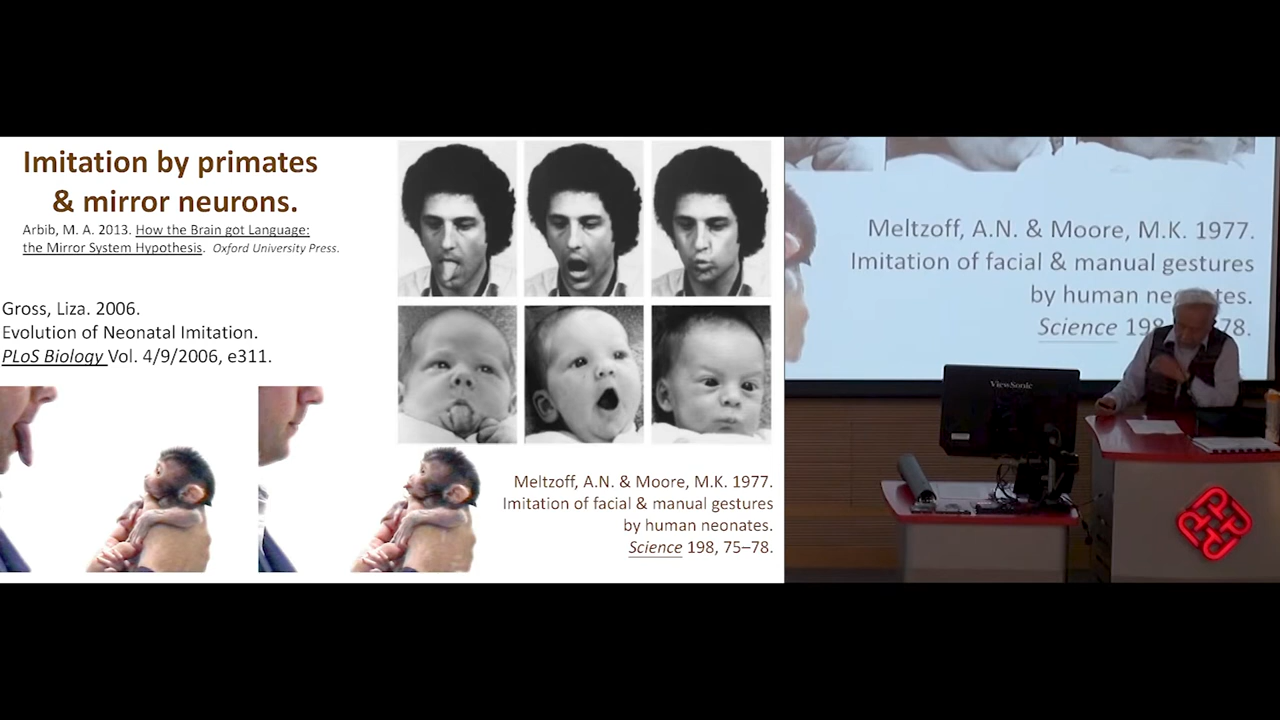 Imitation by primates
& mirror neurons.
Arbib, M. A. 2013. How the Brain got Language:
the Mirror System Hypothesis. Oxford University Press.
Gross, Liza. 2006.
Evolution of Neonatal Imitation.
PLoS Biology Vol. 4/9/2006, e311.
Meltzoff, A.N. & Moore, M.K. 1977.
Imitation of facial & manual gestures
by human neonates.
Science 198, 75–78.
Meltzoff, A.N. & Moore, M.K. 1977.
Imitation of facial & manual gestures
by human tes.
Science 198 78.
ViewSonic